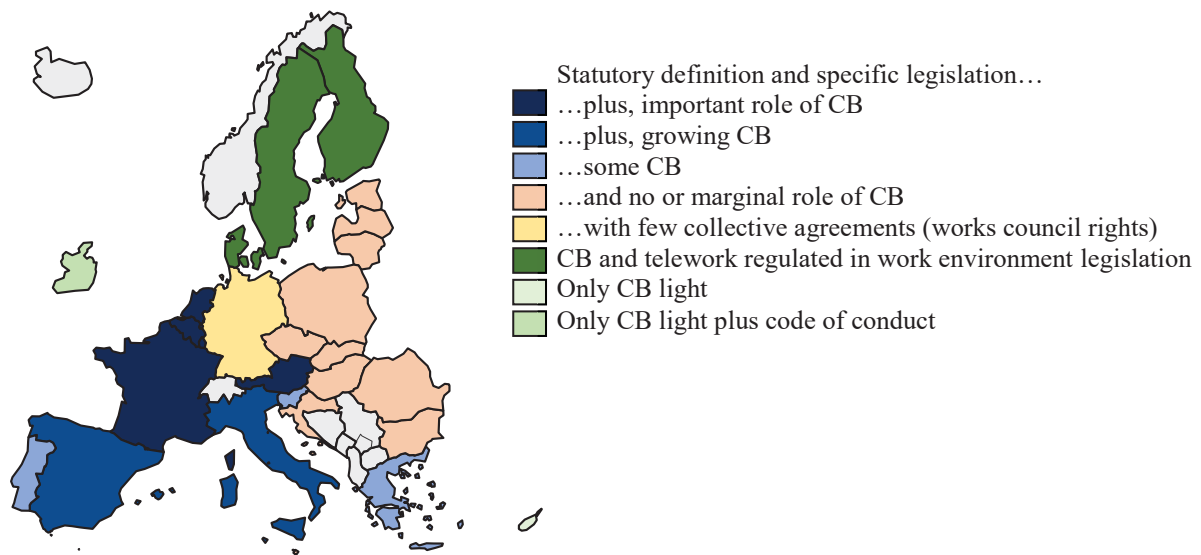 Statutory definition and specific legislation…
…plus, important role of CB
…plus, growing CB
…some CB
…and no or marginal role of CB
…with few collective agreements (works council rights)
CB and telework regulated in work environment legislation
Only CB light
Only CB light plus code of conduct